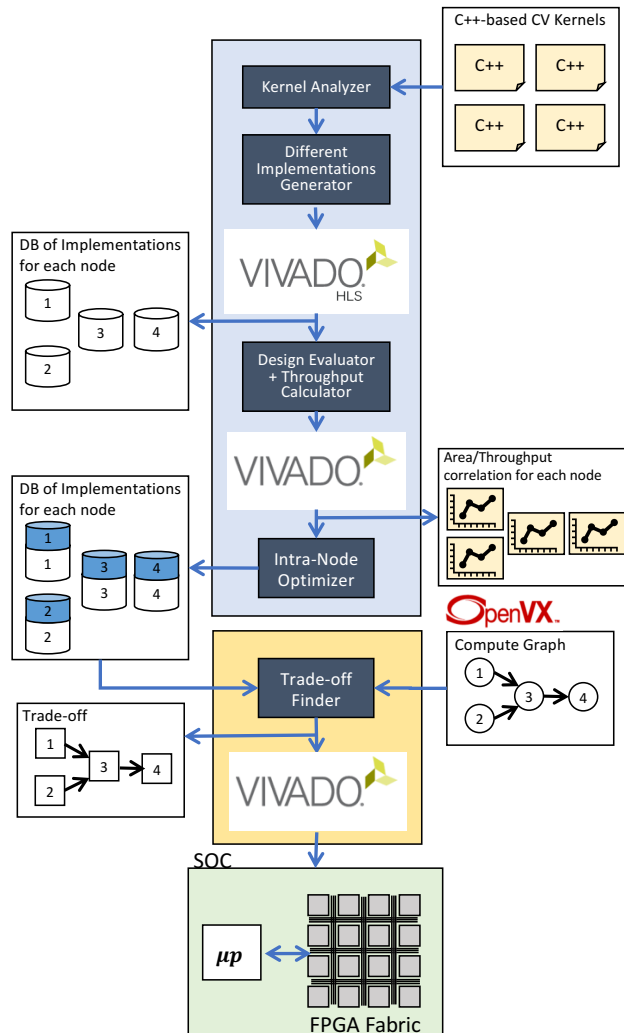 C++-based CV Kernels
C++
C++
C++
C++
Kernel Analyzer
Different
Implementations
Generator
VIVADO.
HLS
DB of Implementations
for each node
1
3
4
2
Design Evaluator
+ Throughput
Calculator
VIVADO.
Area/Throughput
correlation for each node
DB of Implementations
for each node
1
1
3
3
4
4
2
2
Intra-Node
Optimizer
OpenVX™
Compute Graph
1
2
3
4
Trade-off
Finder
Trade-off
1
2
3
4
VIVADO.
SOC
μp
FPGA Fabric